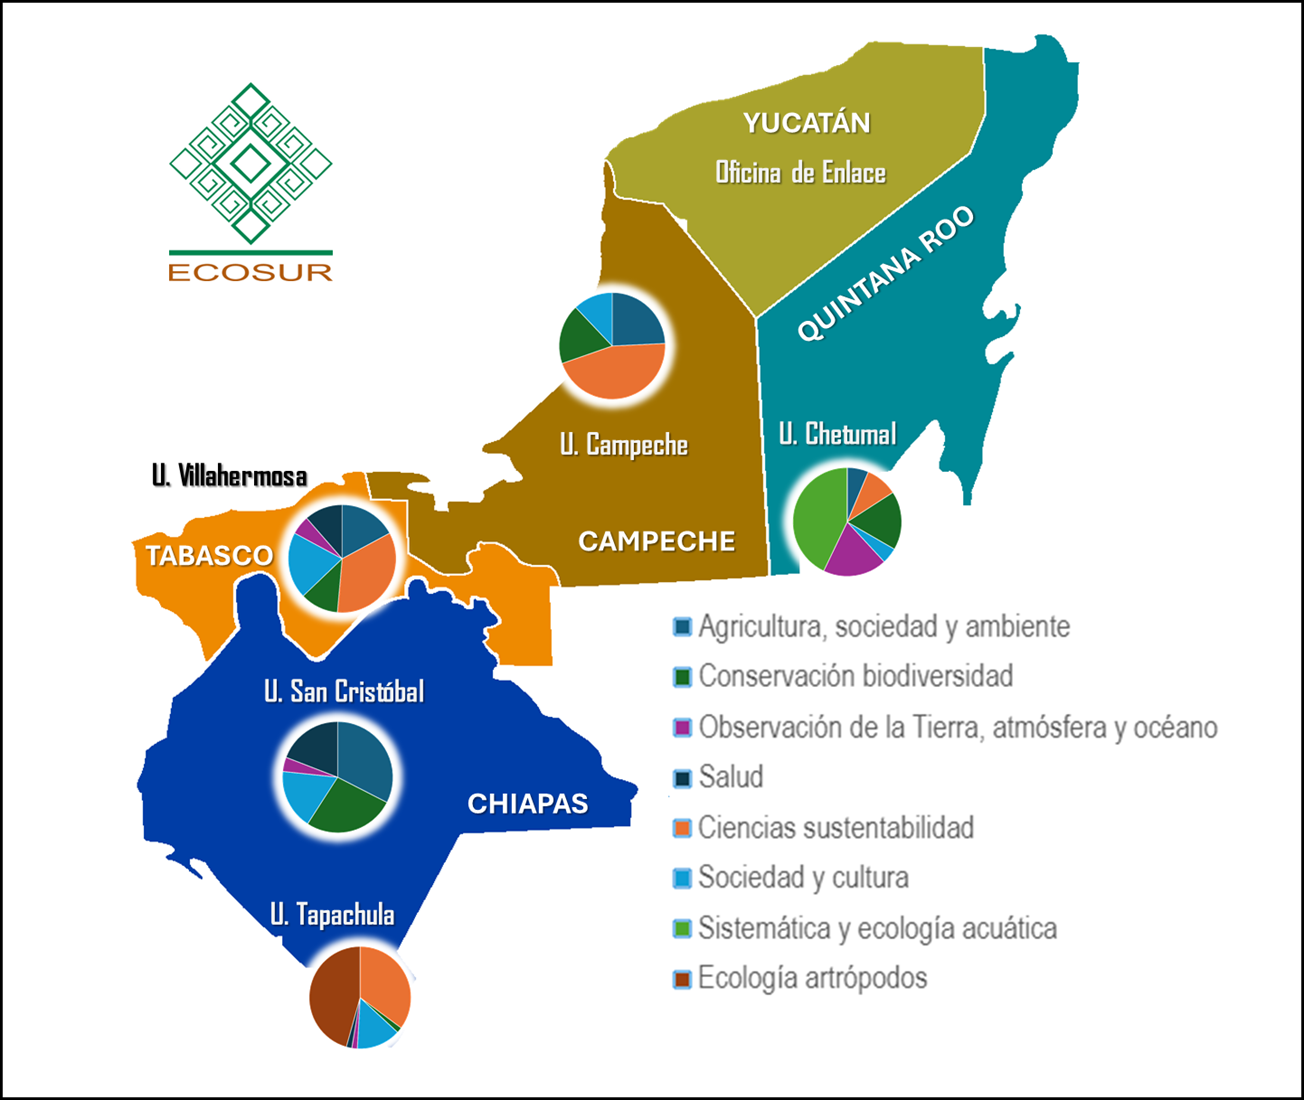 ECOSUR
YUCATÁN
Oficina de Enlace
QUINTANA ROO
U. Campeche
U. Chetumal
U. Villahermosa
CAMPECHE
TABASCO
U. San Cristóbal
CHIAPAS
U. Tapachula
Agricultura, sociedad y ambiente
Conservación biodiversidad
Observación de la Tierra, atmósfera y océano
Salud
Ciencias sustentabilidad
Sociedad y cultura
Sistemática y ecología acuática
Ecología artrópodos